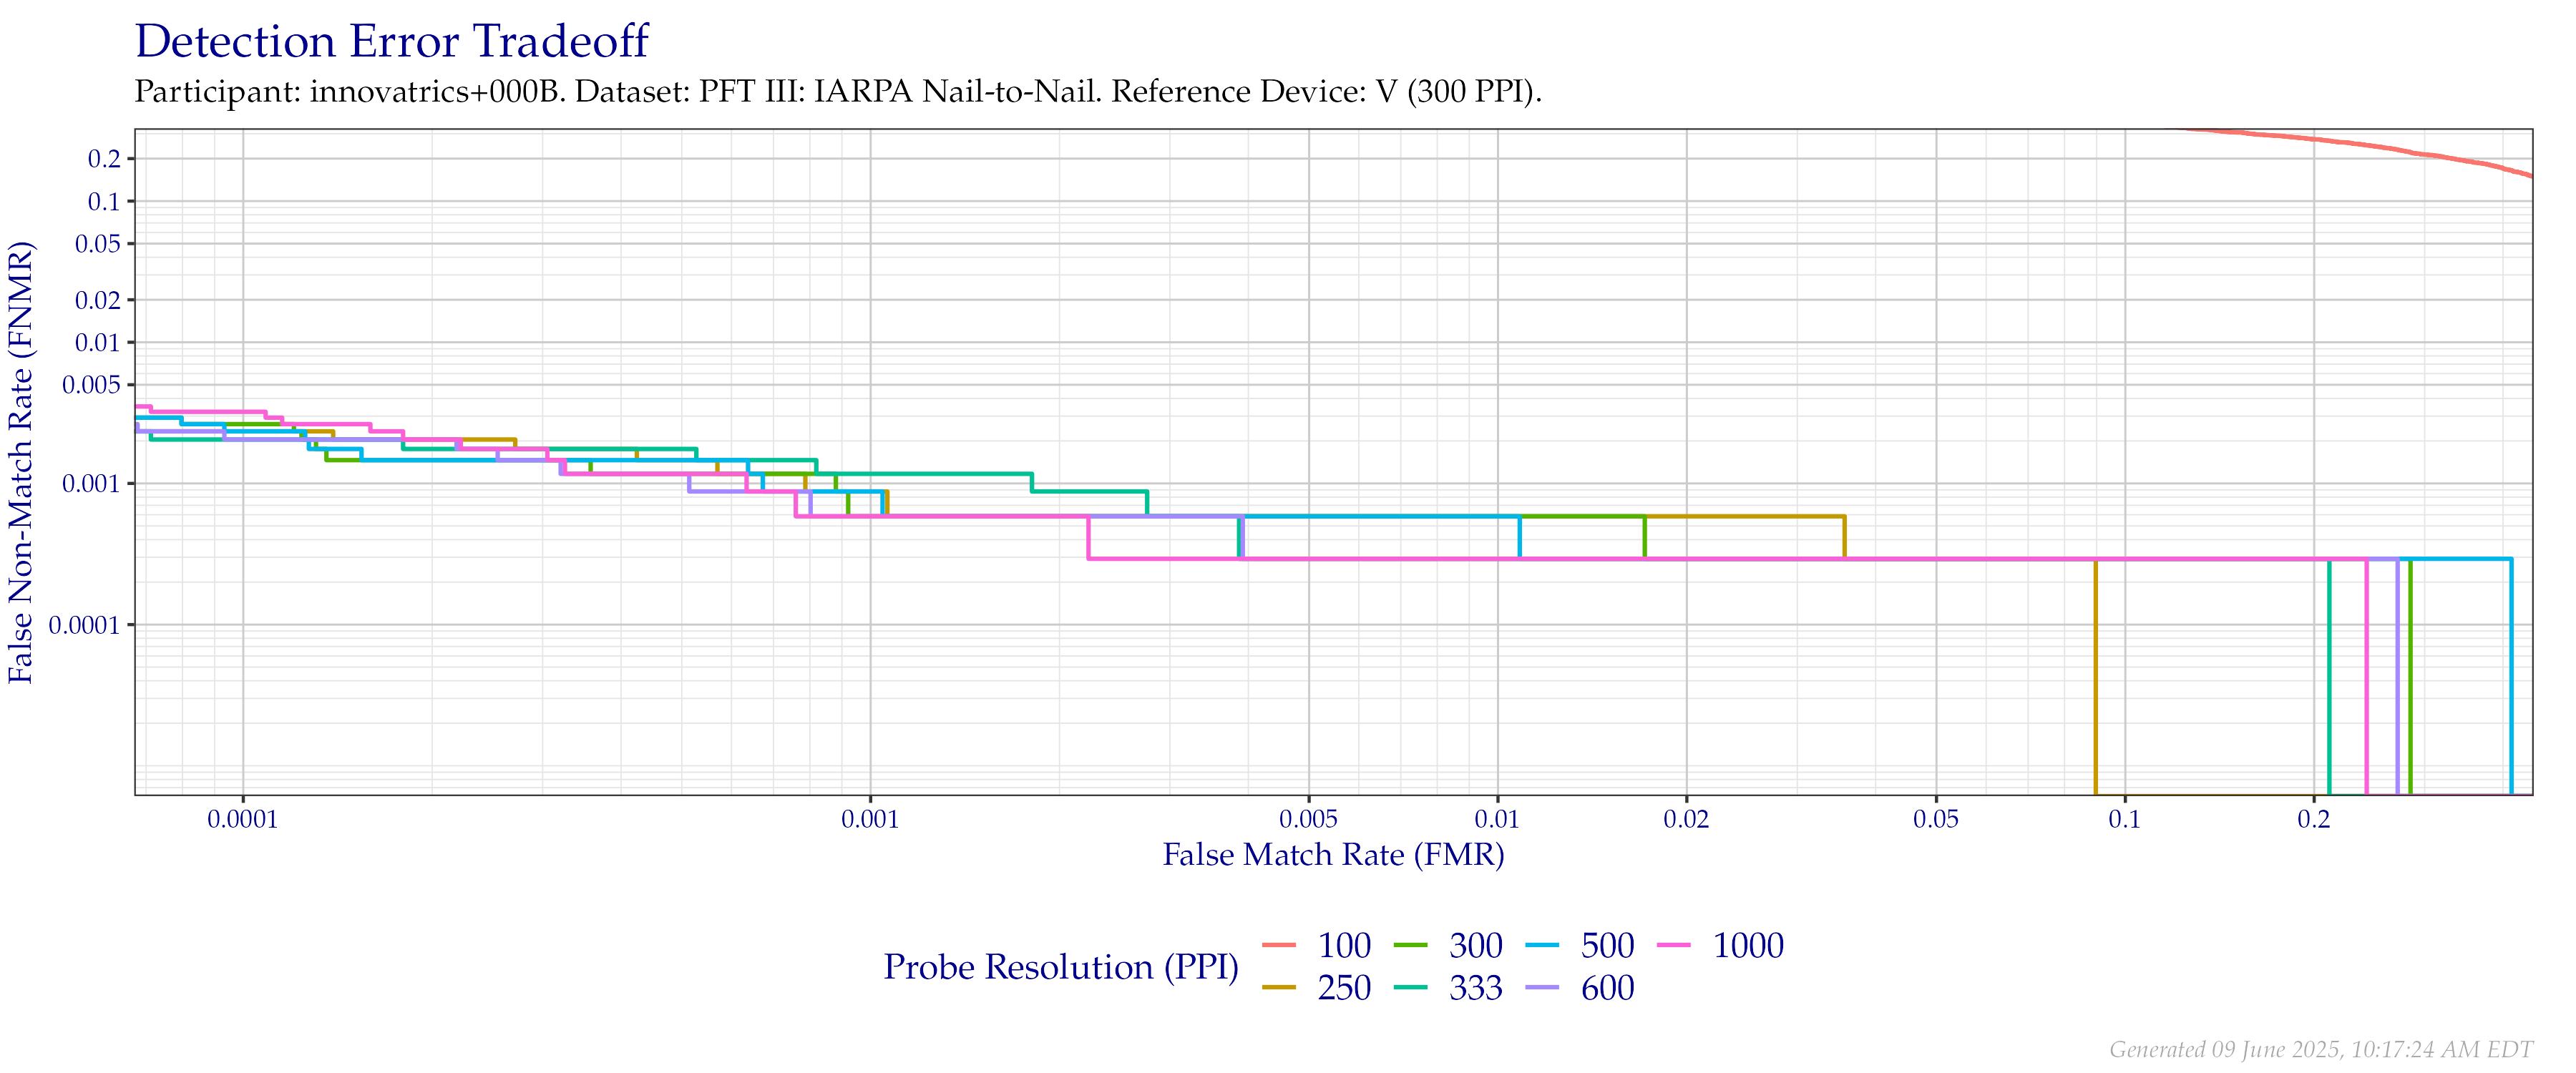 Detection Error Tradeoff
Participant: innovatrics+000B. Dataset: PFT III: IARPA Nail-to-Nail. Reference Device: V (300 PPI).
False Non-Match Rate (FNMR)
0.2
0.1
0.05
0.02
0.01
0.005
0.001
0.0001
0.0001 0.001 0.005 0.01 0.02 0.05 0.1 0.2
False Match Rate (FMR)
Probe Resolution (PPI)
100 300 500 1000
250 333 600
Generated 09 June 2025, 10:17:24 AM EDT